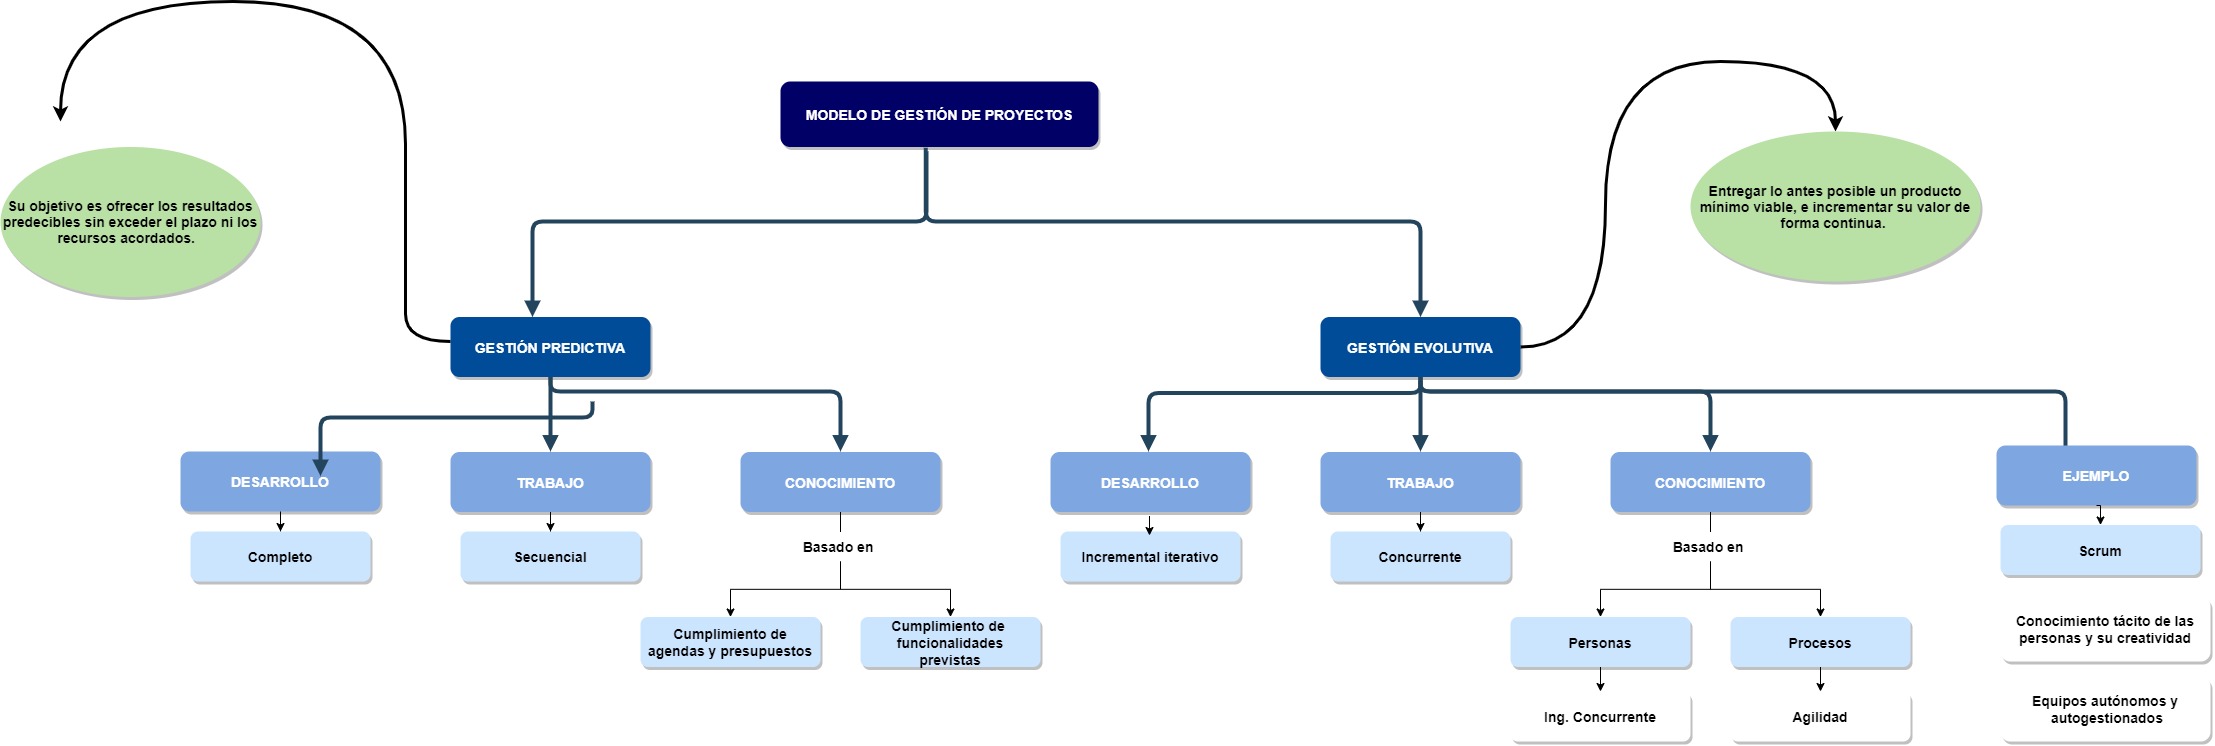 MODELO DE GESTIÓN DE PROYECTOS
Su objetivo es ofrecer los resultados
predecibles sin exceder el plazo ni los
recursos acordados.
Entregar lo antes posible un producto
mínimo viable, e incrementar su valor de
forma continua.
GESTIÓN PREDICTIVA
GESTIÓN EVOLUTIVA
DESARROLLO
TRABAJO
CONOCIMIENTO
DESARROLLO
TRABAJO
CONOCIMIENTO
EJEMPLO
Completo
Secuencial
Basado en
Incremental iterativo
Concurrente
Basado en
Scrum
Cumplimiento de
agendas y presupuestos
Cumplimiento de
funcionalidades
previstas
Personas
Procesos
Conocimiento tácito de las
personas y su creatividad
Ing. Concurrente
Agilidad
Equipos autónomos y
autogestionados